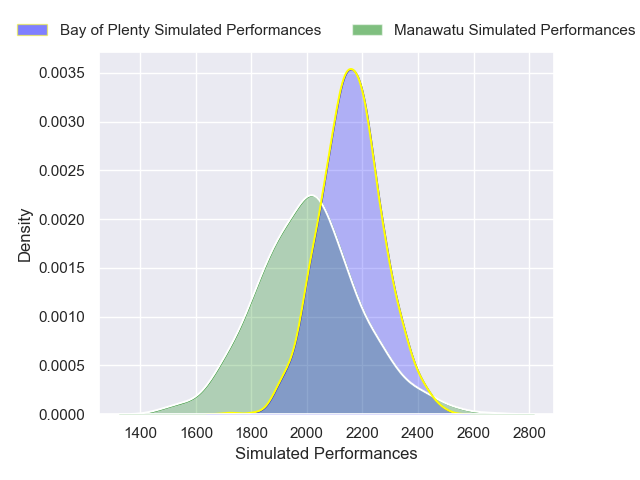 Bay of Plenty Simulated Performances Manawatu Simulated Performances
0.0035
0.0030
0.0025
0.0020
0.0015
0.0010
0.0005
0.0000
Density
1400 1600 1800 2000 2200 2400 2600 2800
Simulated Performances